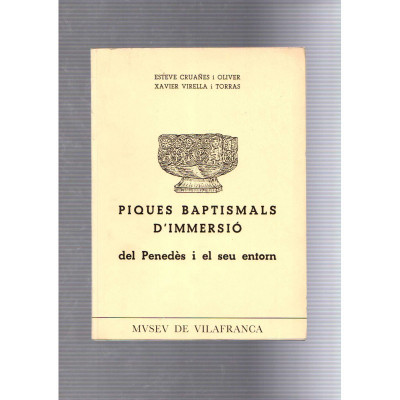 ESTEVE CRUAÑES i OLIVER
XAVIER VIRELLA i TORRAS
PIQUES BAPTISMALS
D'IMMERSIÓ
del Penedès i el seu entorn
MVSEV DE VILAFRANCA